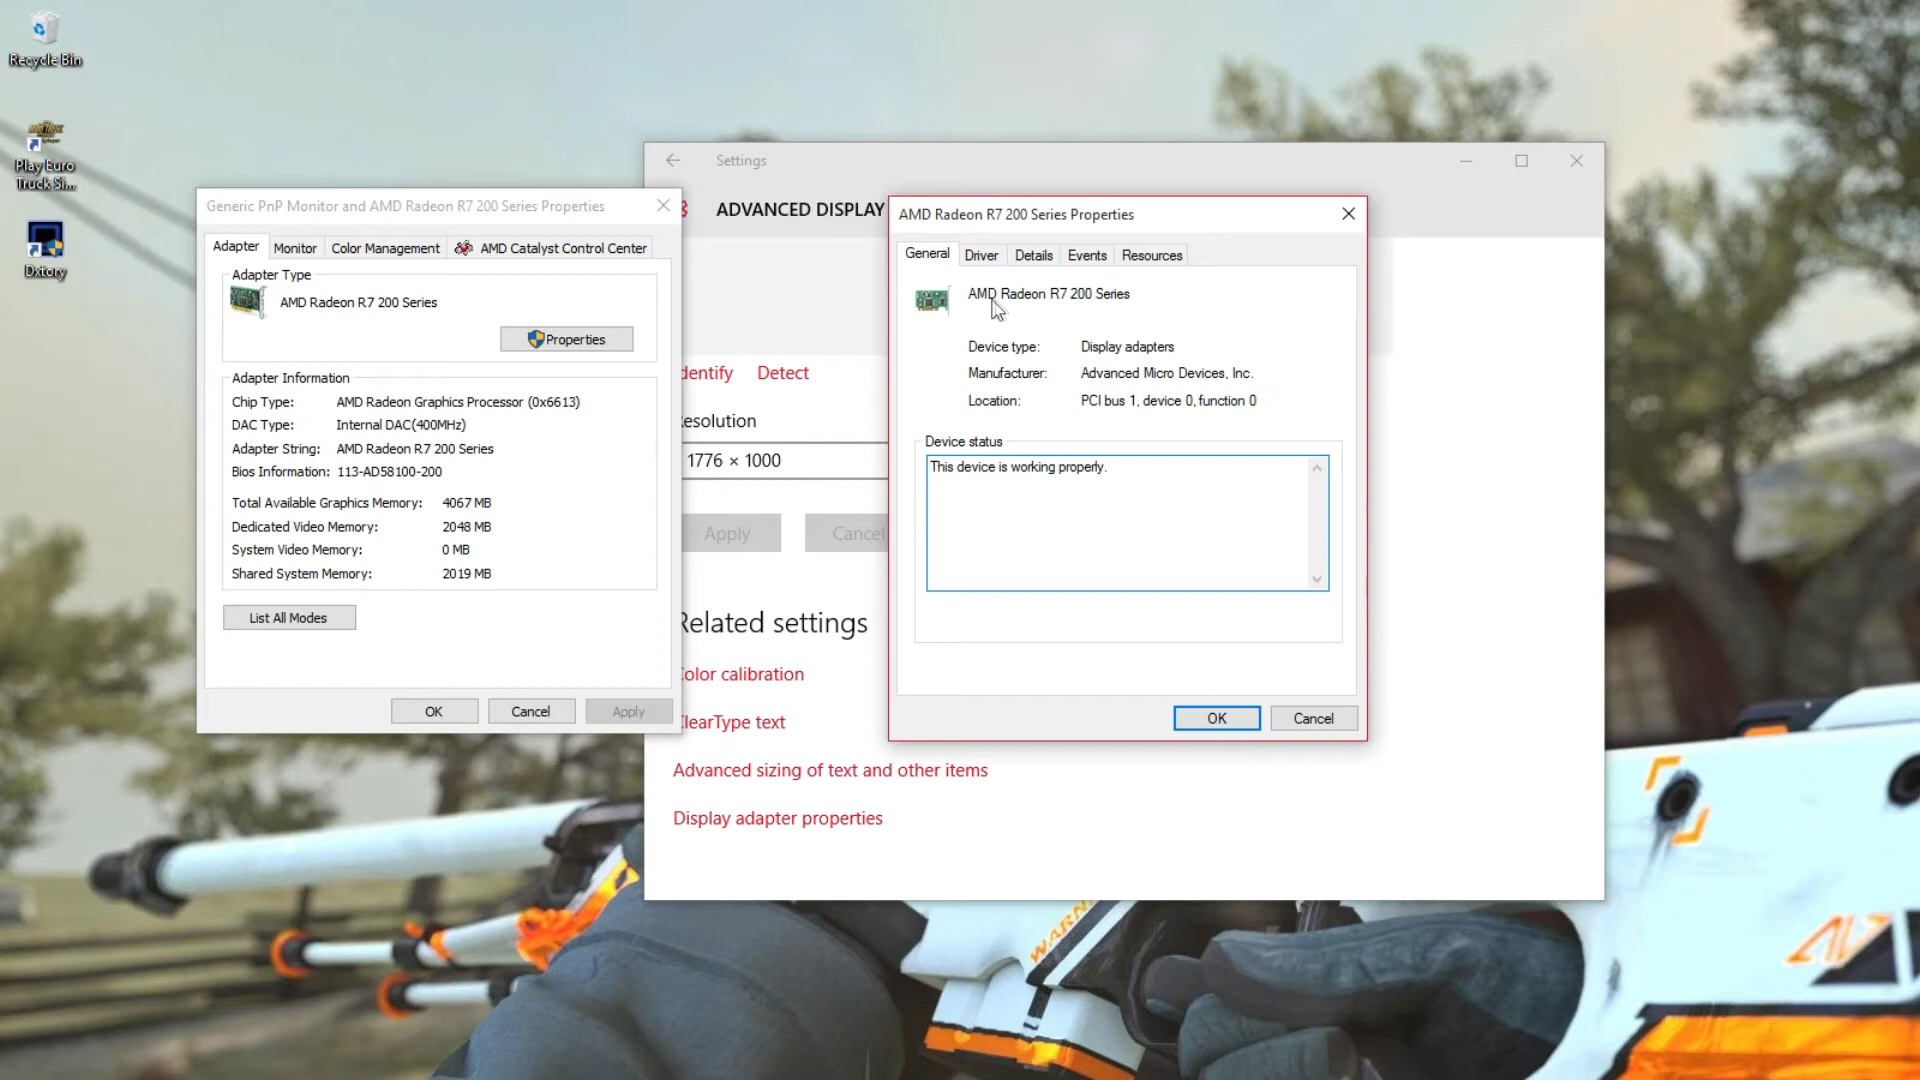 Recycle Bin
Play Euro
Truck Si...
Dxtory
Settings
ADVANCED DISPLAY
Detect
1776 × 1000
Apply
Cancel
Related settings
Color calibration
ClearType text
Advanced sizing of text and other items
Display adapter properties
Generic PnP Monitor and AMD Radeon R7 200 Series Properties
Adapter Monitor Color Management AMD Catalyst Control Center
Adapter Type
AMD Radeon R7 200 Series
Properties
Adapter Information
Chip Type: AMD Radeon Graphics Processor (0x6613)
DAC Type: Internal DAC(400MHz)
Adapter String: AMD Radeon R7 200 Series
Bios Information: 113-AD58100-200
Total Available Graphics Memory: 4067 MB
Dedicated Video Memory: 2048 MB
System Video Memory: 0 MB
Shared System Memory: 2019 MB
List All Modes
OK Cancel Apply
AMD Radeon R7 200 Series Properties
General Driver Details Events Resources
AMD Radeon R7 200 Series
Device type: Display adapters
Manufacturer: Advanced Micro Devices, Inc.
Location: PCI bus 1, device 0, function 0
Device status
This device is working properly.
OK Cancel